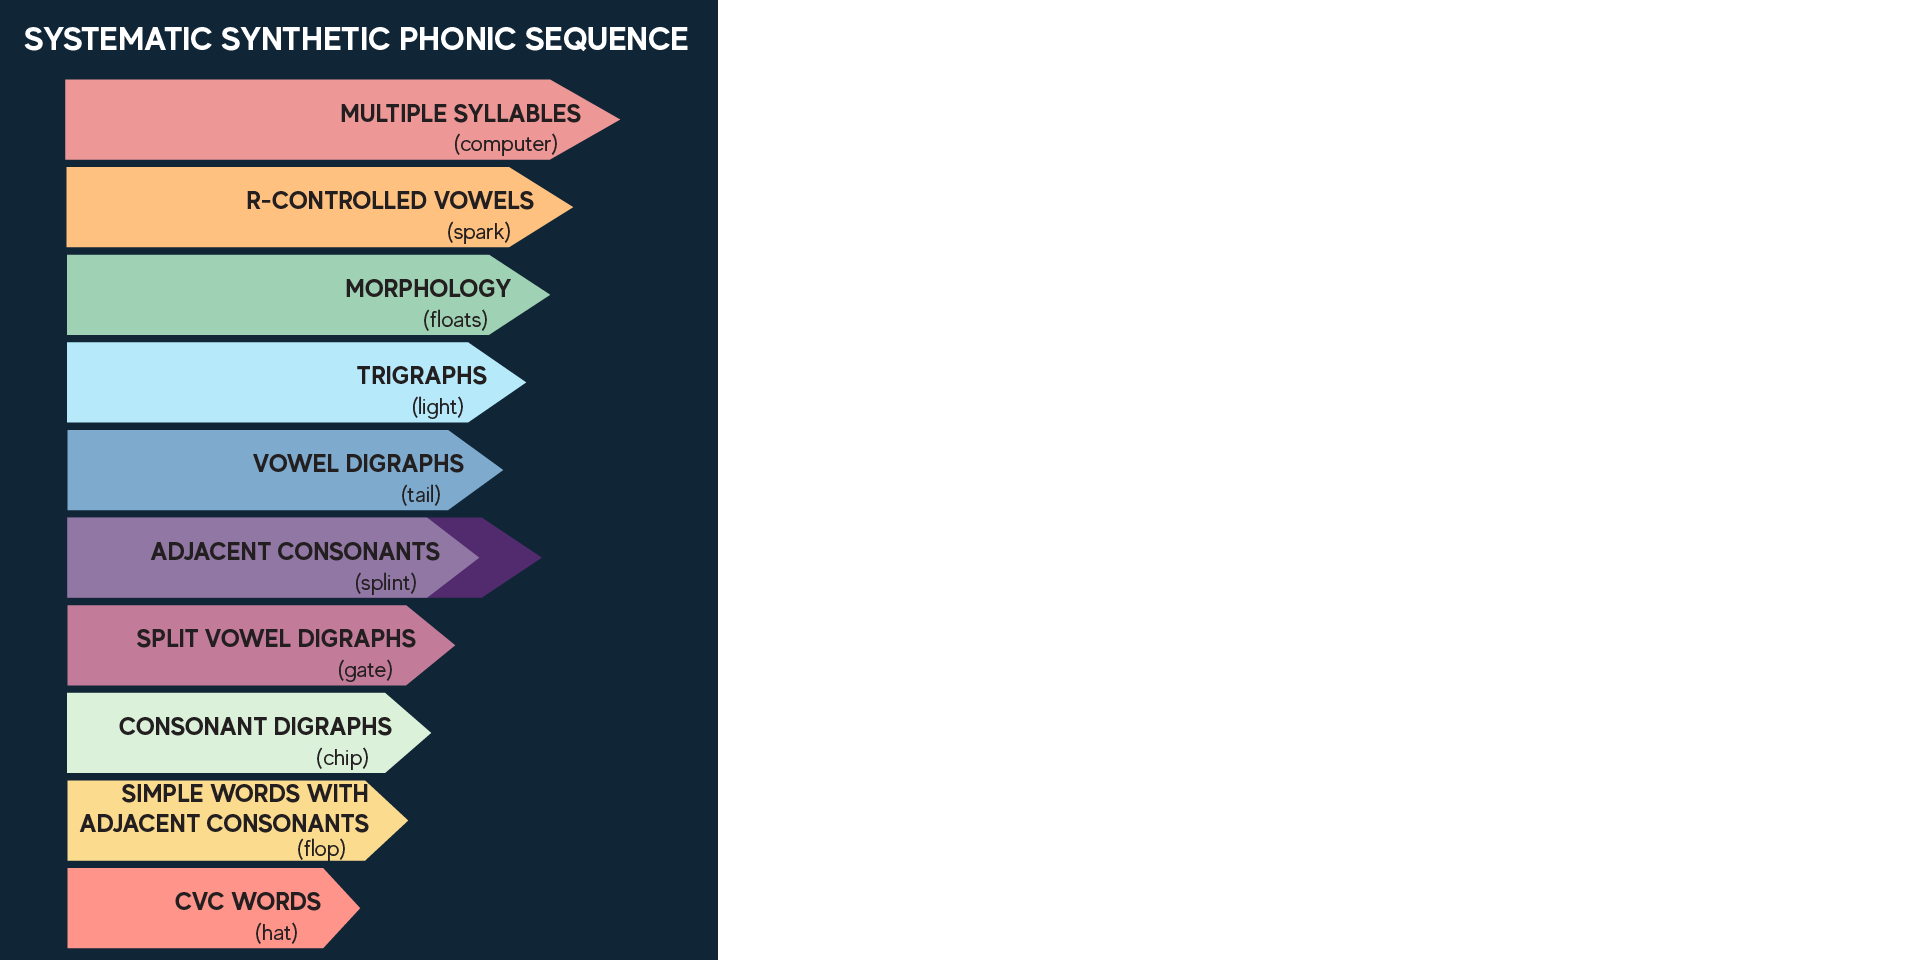 SYSTEMATIC SYNTHETIC PHONIC SEQUENCE
MULTIPLE SYLLABLES
(computer)
R-CONTROLLED VOWELS
(spark)
MORPHOLOGY
(floats)
TRIGRAPHS
(light)
VOWEL DIGRAPHS
(tail)
ADJACENT CONSONANTS
(splint)
SPLIT VOWEL DIGRAPHS
(gate)
CONSONANT DIGRAPHS
(chip)
SIMPLE WORDS WITH
ADJACENT CONSONANTS
(flop)
CVC WORDS
(hat)